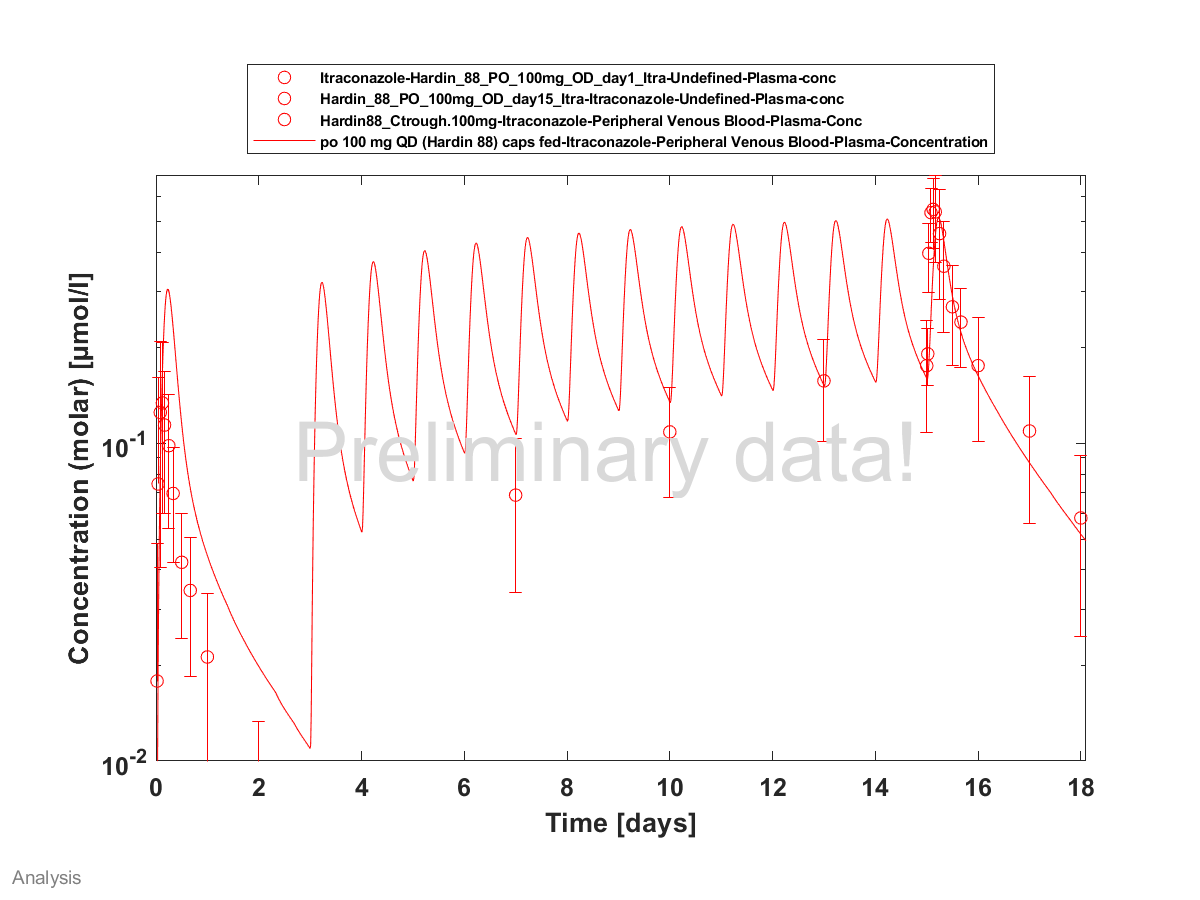 Itraconazole-Hardin_88_PO_100mg_OD_day1_Itra-Undefined-Plasma-conc
Hardin_88_PO_100mg_OD_day15_Itra-Itraconazole-Undefined-Plasma-conc
Hardin88_Ctrough.100mg-Itraconazole-Peripheral Venous Blood-Plasma-Conc
po 100 mg QD (Hardin 88) caps fed-Itraconazole-Peripheral Venous Blood-Plasma-Concentration
Concentration (molar) [µmol/l]
10-1
10-2
Preliminary data!
0 2 4 6 8 10 12 14 16 18
Time [days]
Analysis